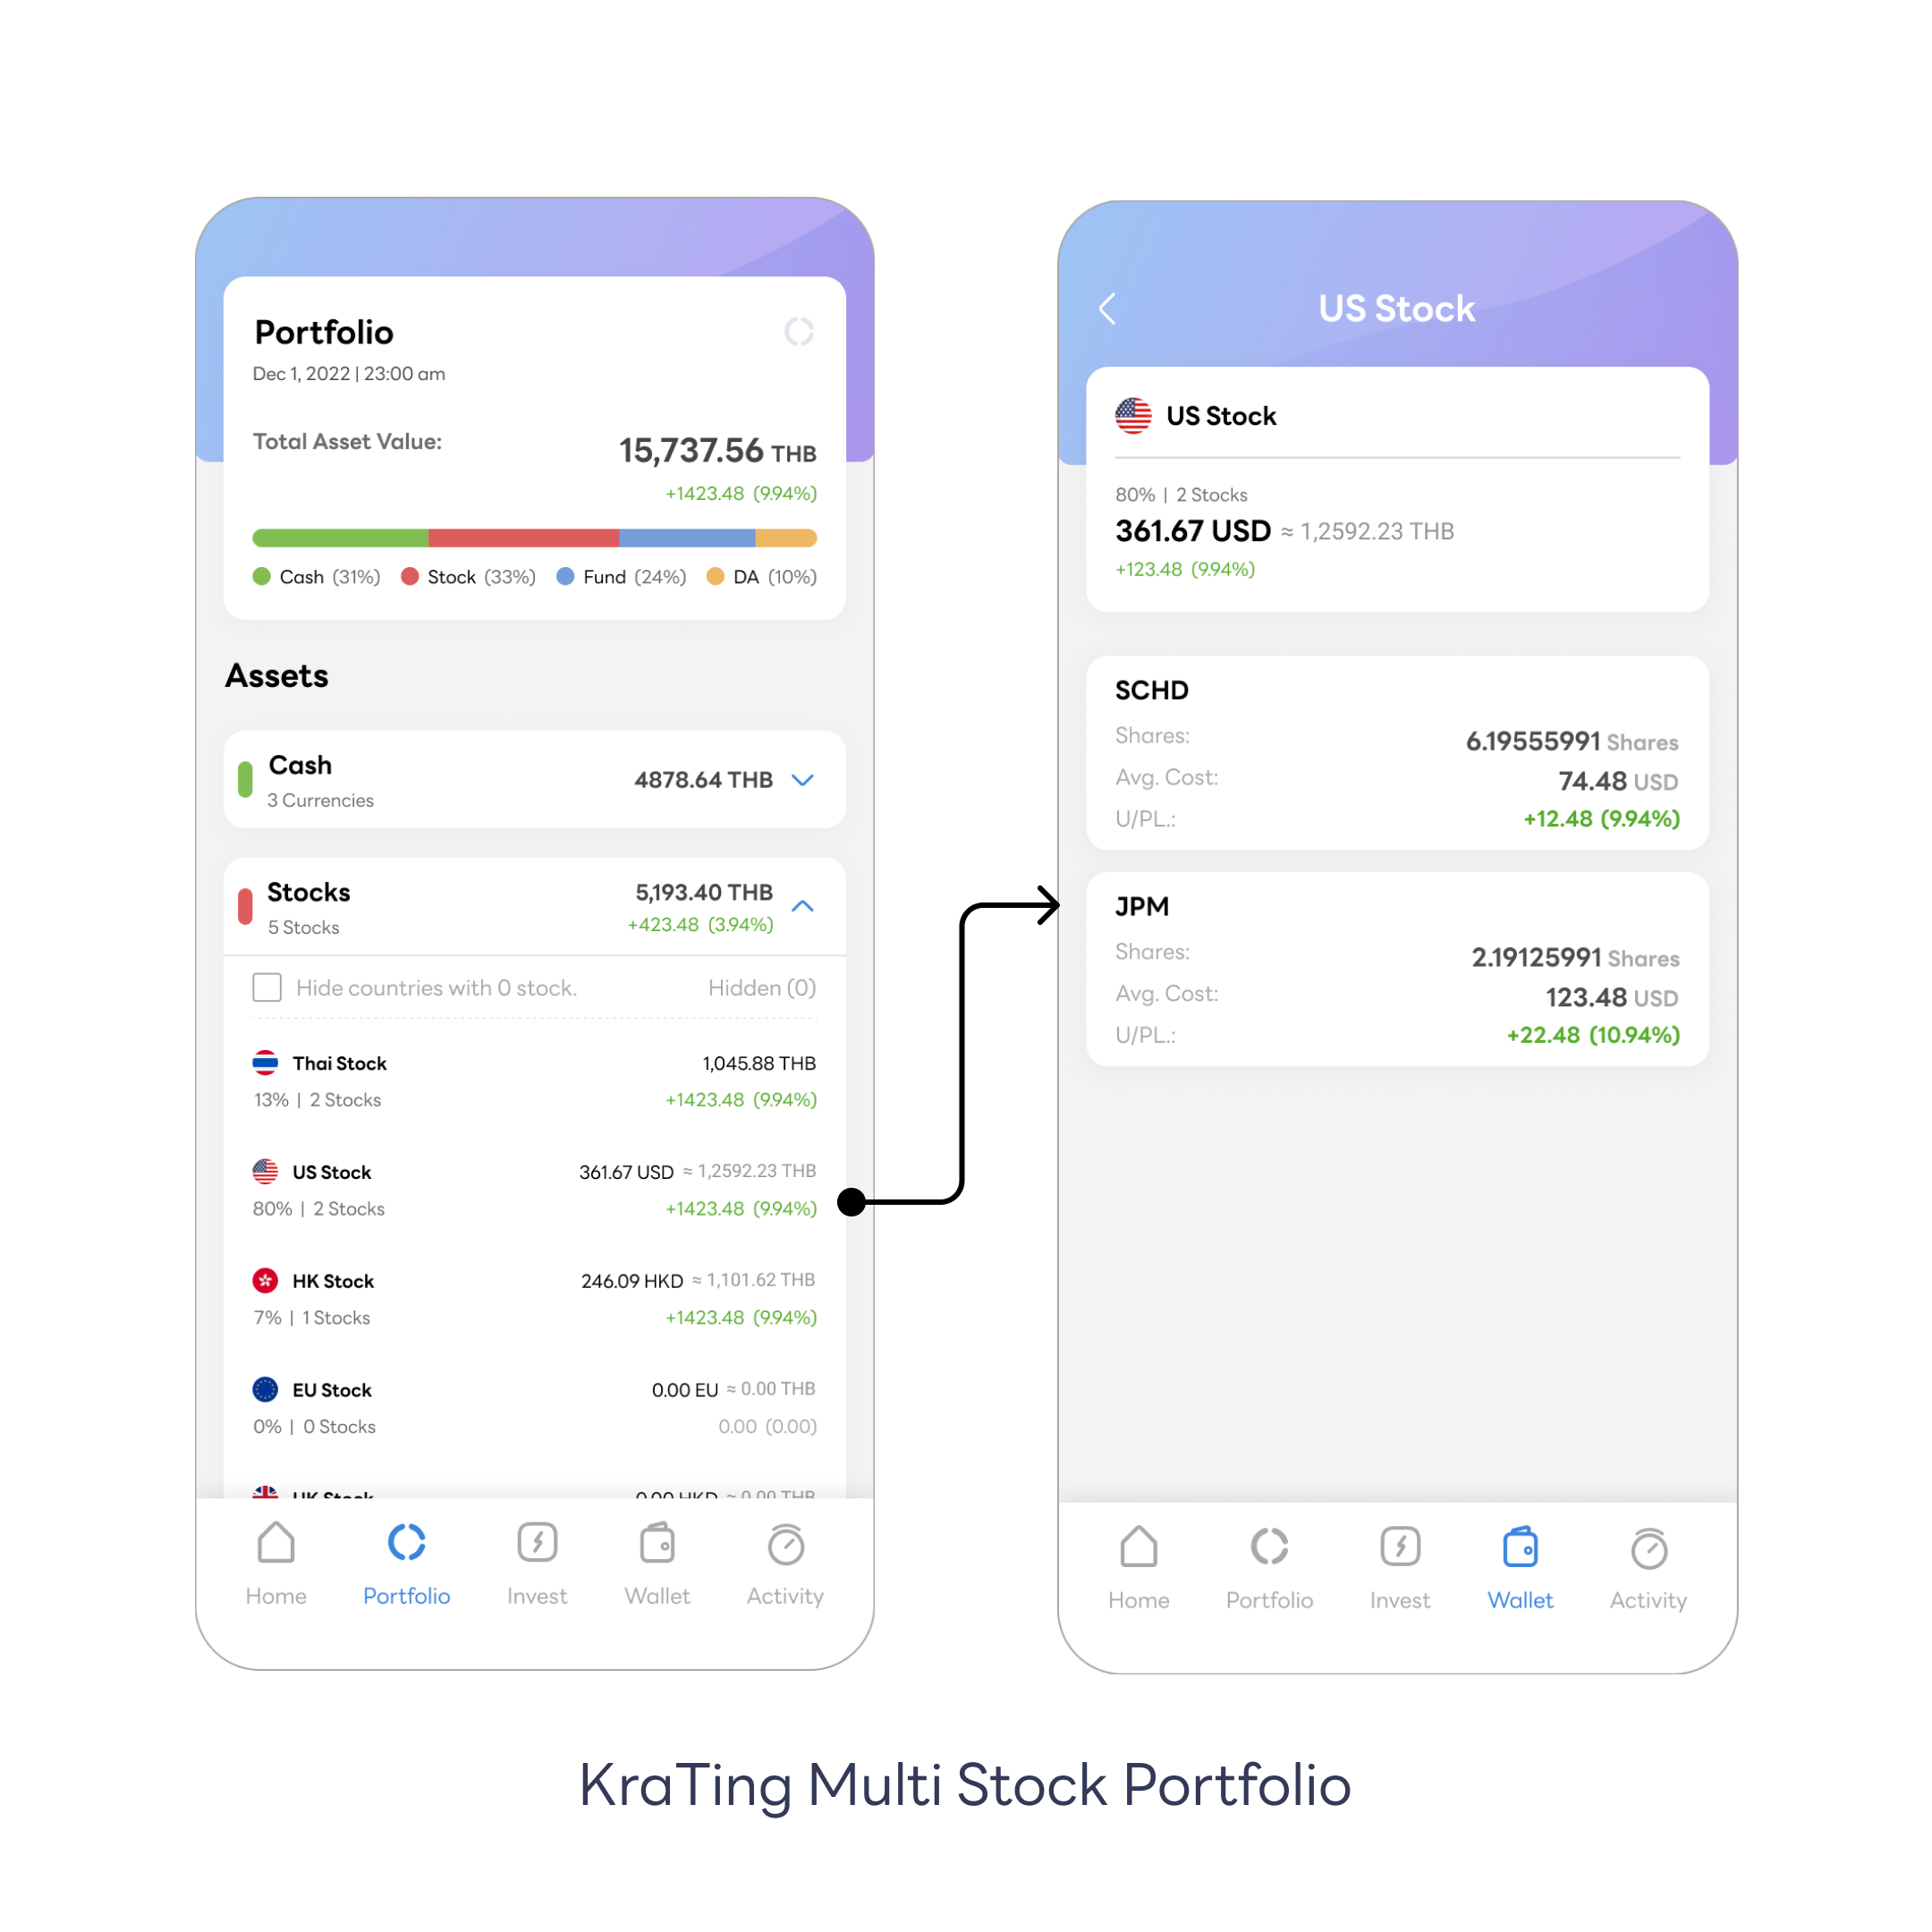 Portfolio
Dec 1, 2022 | 23:00 am
Total Asset Value: 15,737.56 THB
+1423.48 (9.94%)
Cash (31%) Stock (33%) Fund (24%) DA (10%)
Assets
Cash 4878.64 THB
3 Currencies
Stocks 5,193.40 THB
5 Stocks +423.48 (3.94%)
Hide countries with 0 stock. Hidden (0)
Thai Stock 1,045.88 THB
13% | 2 Stocks +1423.48 (9.94%)
US Stock 361.67 USD ≈ 1,2592.23 THB
80% | 2 Stocks +1423.48 (9.94%)
HK Stock 246.09 HKD ≈ 1,101.62 THB
7% | 1 Stocks +1423.48 (9.94%)
EU Stock 0.00 EU ≈ 0.00 THB
0% | 0 Stocks 0.00 (0.00)
UK Stock 0.00 HKD ≈ 0.00 THB
Home Portfolio Invest Wallet Activity
US Stock
US Stock
80% | 2 Stocks
361.67 USD ≈ 1,2592.23 THB
+123.48 (9.94%)
SCHD
Shares: 6.19555991 Shares
Avg. Cost: 74.48 USD
U/PL.: +12.48 (9.94%)
JPM
Shares: 2.19125991 Shares
Avg. Cost: 123.48 USD
U/PL.: +22.48 (10.94%)
Home Portfolio Invest Wallet Activity
KraTing Multi Stock Portfolio